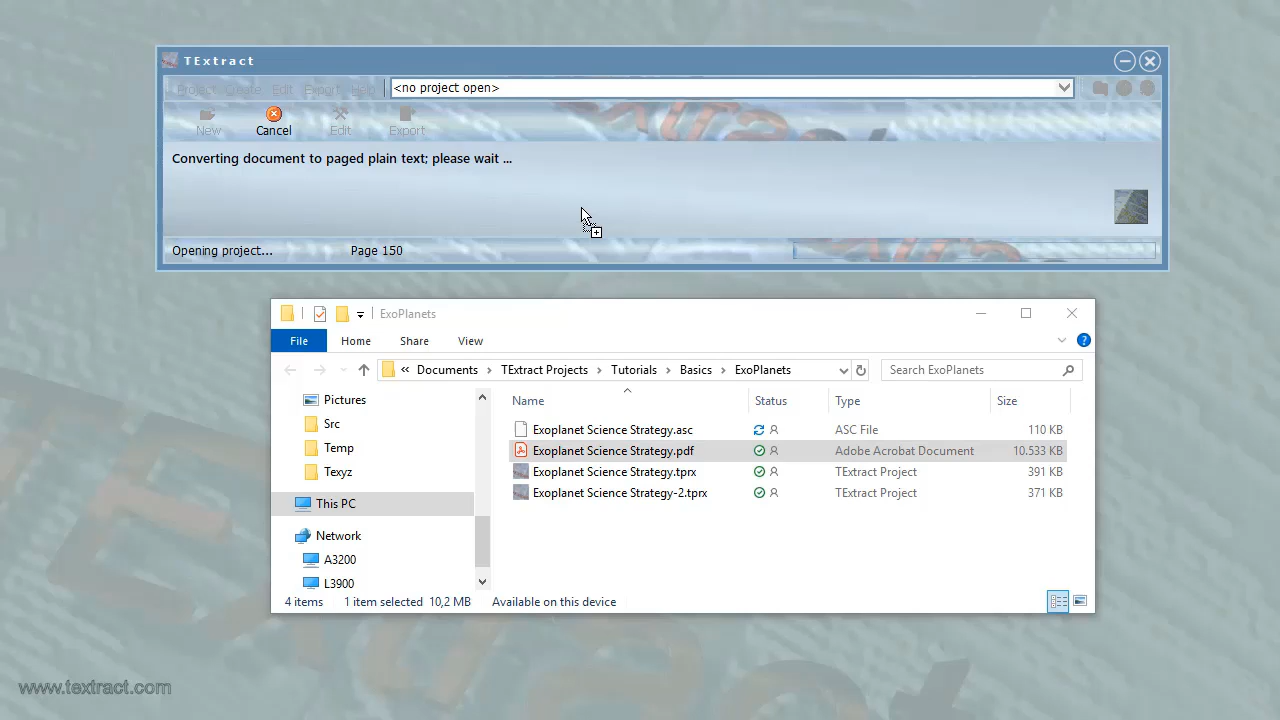 TExtract
Project Create Edit Export Help <no project open>
New Cancel Edit Export
Converting document to paged plain text; please wait ...
Opening project... Page 150
ExoPlanets
File Home Share View
« Documents > TExtract Projects > Tutorials > Basics > ExoPlanets Search ExoPlanets
Name Status Type Size
Pictures
Src
Temp
Texyz
This PC
Network
A3200
L3900
Exoplanet Science Strategy.asc ASC File 110 KB
Exoplanet Science Strategy.pdf Adobe Acrobat Document 10.533 KB
Exoplanet Science Strategy.tprx TExtract Project 391 KB
Exoplanet Science Strategy-2.tprx TExtract Project 371 KB
4 items 1 item selected 10,2 MB Available on this device
www.textract.com